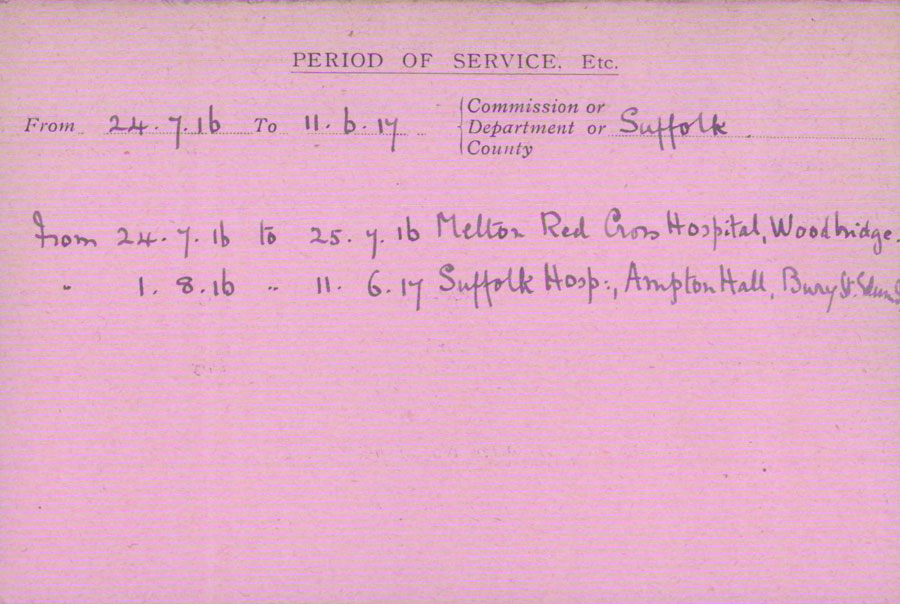 PERIOD OF SERVICE. Etc.
From 24.7.16 To 11.6.17 Commission or Department or County Suffolk
From 24.7.16 to 25.7.16 Melton Red Cross Hospital, Woodbridge.
" 1.8.16 " 11.6.17 Suffolk Hosp:, Ampton Hall, Bury St. Edmunds